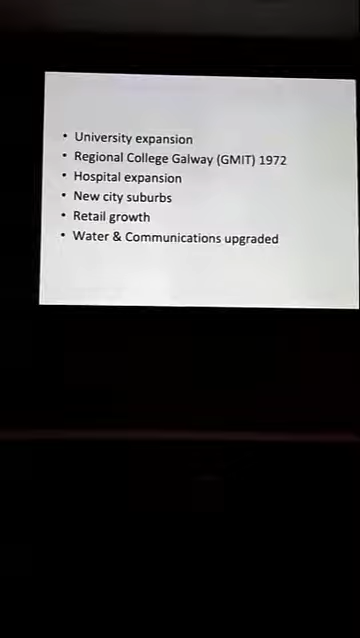 • University expansion
• Regional College Galway (GMIT) 1972
• Hospital expansion
• New city suburbs
• Retail growth
• Water & Communications upgraded